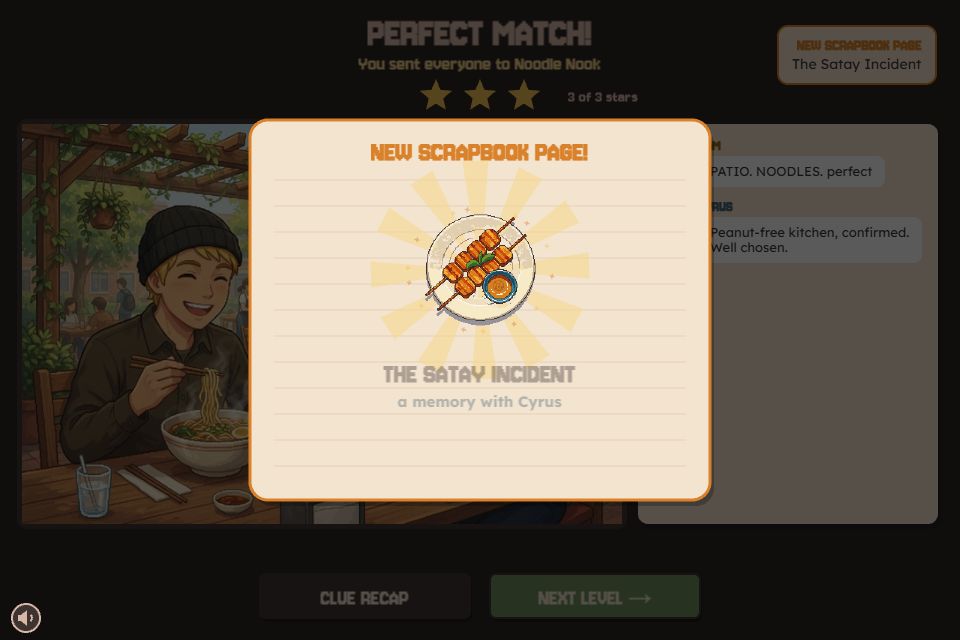 PERFECT MATCH!
You sent everyone to Noodle Nook
3 of 3 stars
NEW SCRAPBOOK PAGE
The Satay Incident
NEW SCRAPBOOK PAGE!
THE SATAY INCIDENT
a memory with Cyrus
PATIO. NOODLES. perfect
Peanut-free kitchen, confirmed.
Well chosen.
CLUE RECAP
NEXT LEVEL →